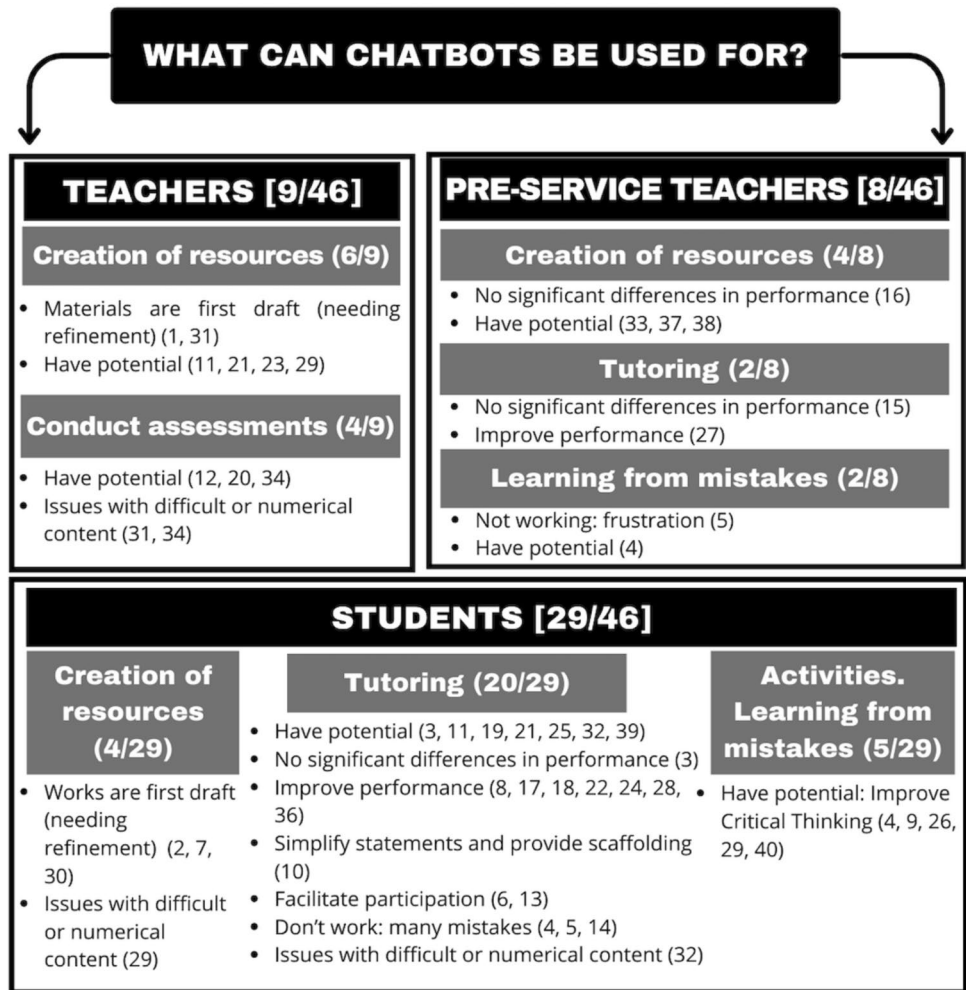 WHAT CAN CHATBOTS BE USED FOR?
TEACHERS [9/46]
Creation of resources (6/9)
• Materials are first draft (needing
refinement) (1, 31)
• Have potential (11, 21, 23, 29)
Conduct assessments (4/9)
• Have potential (12, 20, 34)
• Issues with difficult or numerical
content (31, 34)
PRE-SERVICE TEACHERS [8/46]
Creation of resources (4/8)
• No significant differences in performance (16)
• Have potential (33, 37, 38)
Tutoring (2/8)
• No significant differences in performance (15)
• Improve performance (27)
Learning from mistakes (2/8)
• Not working: frustration (5)
• Have potential (4)
STUDENTS [29/46]
Creation of
resources
(4/29)
• Works are first draft
(needing
refinement) (2, 7,
30)
• Issues with difficult
or numerical
content (29)
Tutoring (20/29)
• Have potential (3, 11, 19, 21, 25, 32, 39)
• No significant differences in performance (3)
• Improve performance (8, 17, 18, 22, 24, 28,
36)
• Simplify statements and provide scaffolding
(10)
• Facilitate participation (6, 13)
• Don't work: many mistakes (4, 5, 14)
• Issues with difficult or numerical content (32)
Activities.
Learning from
mistakes (5/29)
• Have potential: Improve
Critical Thinking (4, 9, 26,
29, 40)